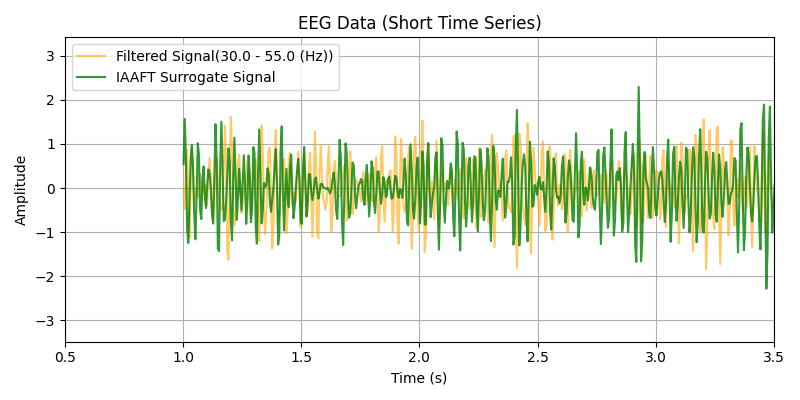 EEG Data (Short Time Series)
Filtered Signal(30.0 - 55.0 (Hz))
IAAFT Surrogate Signal
Amplitude
3
2
1
0
−1
−2
−3
0.5 1.0 1.5 2.0 2.5 3.0 3.5
Time (s)